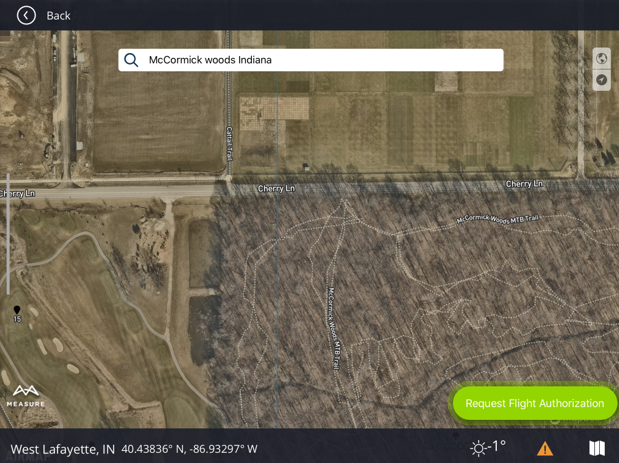 Back
McCormick woods Indiana
Cattail Trail
Cherry Ln
Cherry Ln
Cherry Ln
McCormick Woods MTB Trail
McCormick Woods MTB Trail
15
MEASURE
Request Flight Authorization
West Lafayette, IN 40.43836° N, -86.93297° W
-1°